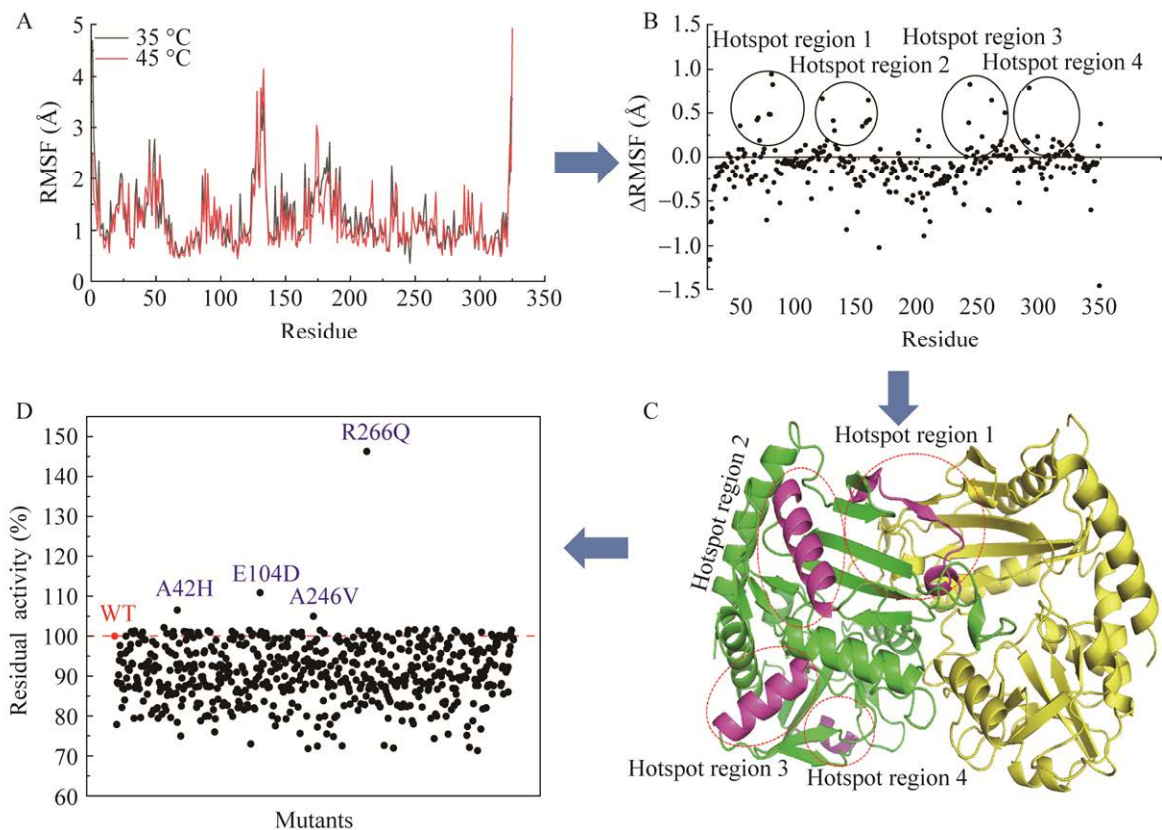 A
5
4
3
2
1
0
RMSF (Å)
35 °C
45 °C
0 50 100 150 200 250 300 350
Residue
B
Hotspot region 1
Hotspot region 2
Hotspot region 3
Hotspot region 4
1.5
1.0
0.5
0.0
−0.5
−1.0
−1.5
ΔRMSF (Å)
50 100 150 200 250 300 350
Residue
D
150
140
130
120
110
100
90
80
70
60
Residual activity (%)
R266Q
E104D
A42H
A246V
WT
Mutants
C
Hotspot region 1
Hotspot region 2
Hotspot region 3
Hotspot region 4